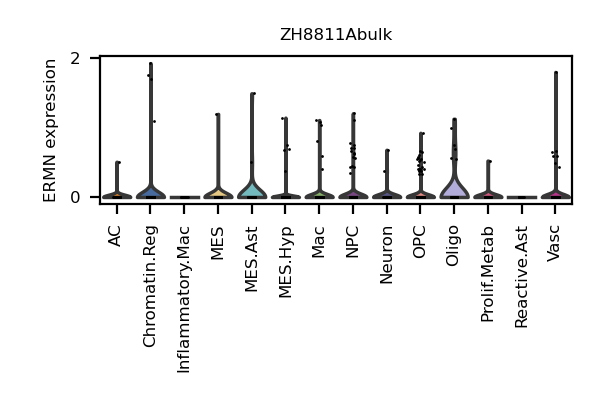 ZH8811Abulk
ERMN expression
2
0
AC
Chromatin.Reg
Inflammatory.Mac
MES
MES.Ast
MES.Hyp
Mac
NPC
Neuron
OPC
Oligo
Prolif.Metab
Reactive.Ast
Vasc